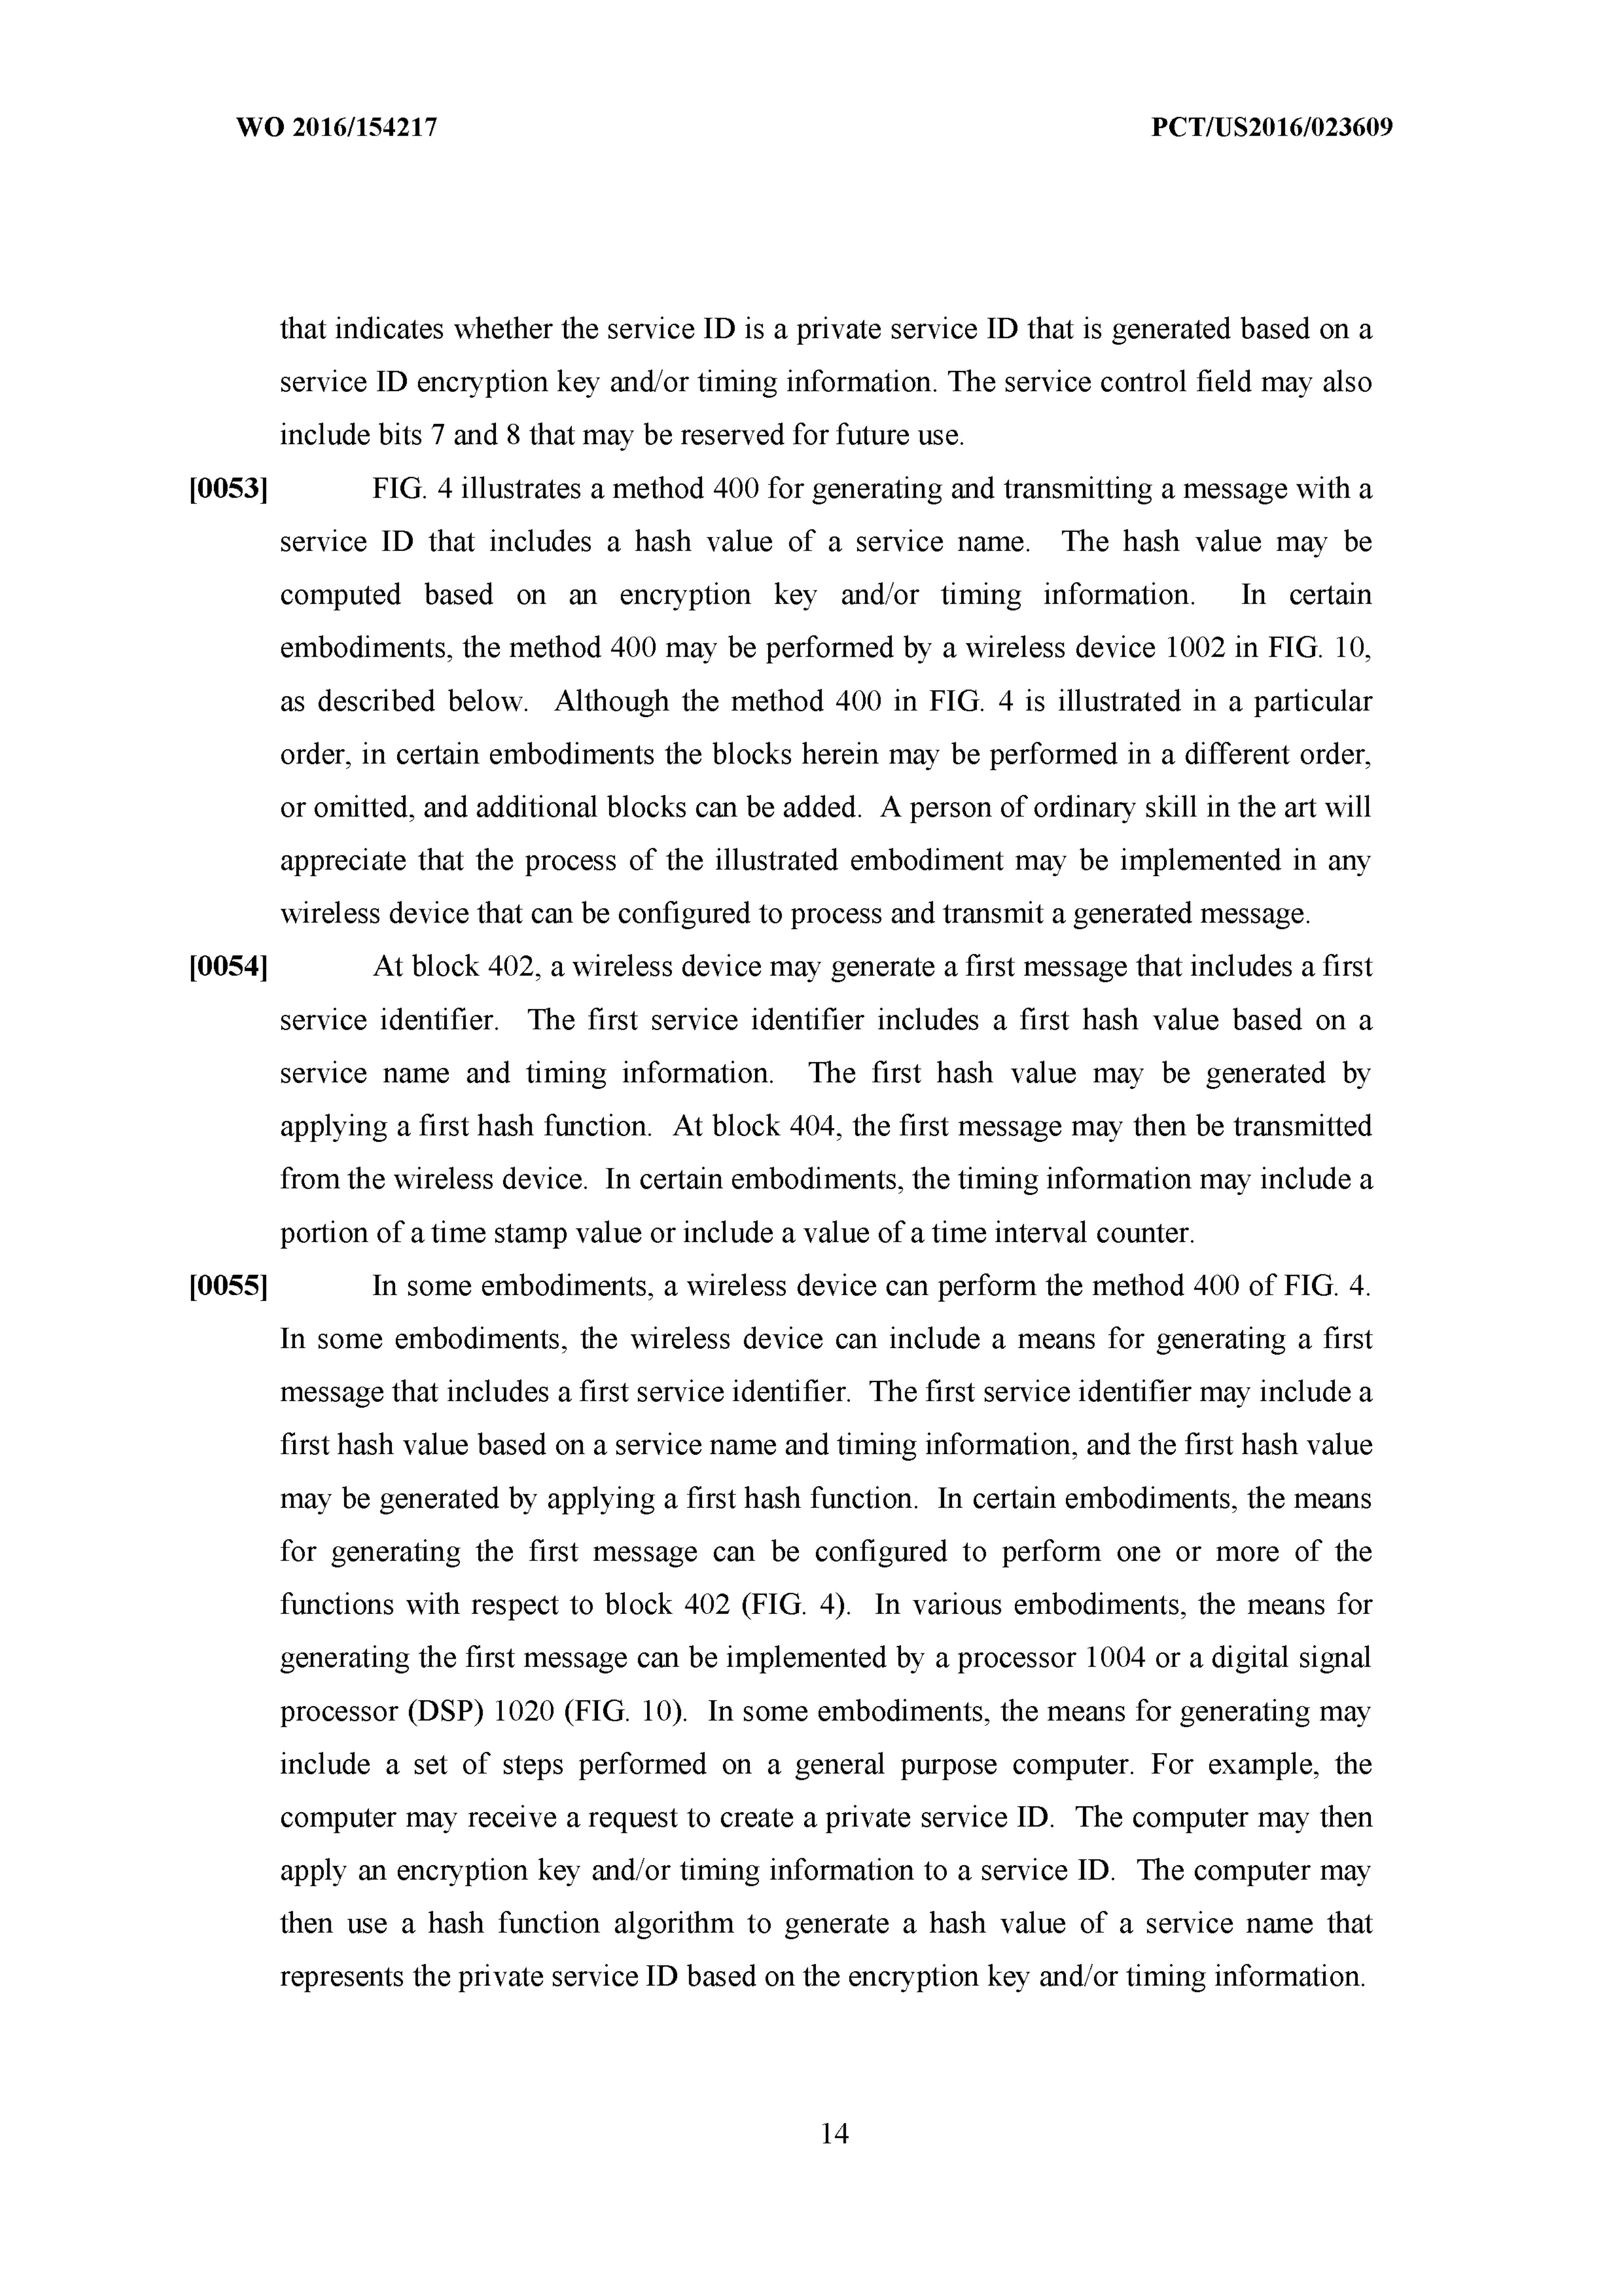 WO 2016/154217 PCT/US2016/023609
that indicates whether the service ID is a private service ID that is generated based on a
service ID encryption key and/or timing information. The service control field may also
include bits 7 and 8 that may be reserved for future use.
[0053] FIG. 4 illustrates a method 400 for generating and transmitting a message with a
service ID that includes a hash value of a service name. The hash value may be
computed based on an encryption key and/or timing information. In certain
embodiments, the method 400 may be performed by a wireless device 1002 in FIG. 10,
as described below. Although the method 400 in FIG. 4 is illustrated in a particular
order, in certain embodiments the blocks herein may be performed in a different order,
or omitted, and additional blocks can be added. A person of ordinary skill in the art will
appreciate that the process of the illustrated embodiment may be implemented in any
wireless device that can be configured to process and transmit a generated message.
[0054] At block 402, a wireless device may generate a first message that includes a first
service identifier. The first service identifier includes a first hash value based on a
service name and timing information. The first hash value may be generated by
applying a first hash function. At block 404, the first message may then be transmitted
from the wireless device. In certain embodiments, the timing information may include a
portion of a time stamp value or include a value of a time interval counter.
[0055] In some embodiments, a wireless device can perform the method 400 of FIG. 4.
In some embodiments, the wireless device can include a means for generating a first
message that includes a first service identifier. The first service identifier may include a
first hash value based on a service name and timing information, and the first hash value
may be generated by applying a first hash function. In certain embodiments, the means
for generating the first message can be configured to perform one or more of the
functions with respect to block 402 (FIG. 4). In various embodiments, the means for
generating the first message can be implemented by a processor 1004 or a digital signal
processor (DSP) 1020 (FIG. 10). In some embodiments, the means for generating may
include a set of steps performed on a general purpose computer. For example, the
computer may receive a request to create a private service ID. The computer may then
apply an encryption key and/or timing information to a service ID. The computer may
then use a hash function algorithm to generate a hash value of a service name that
represents the private service ID based on the encryption key and/or timing information.
14